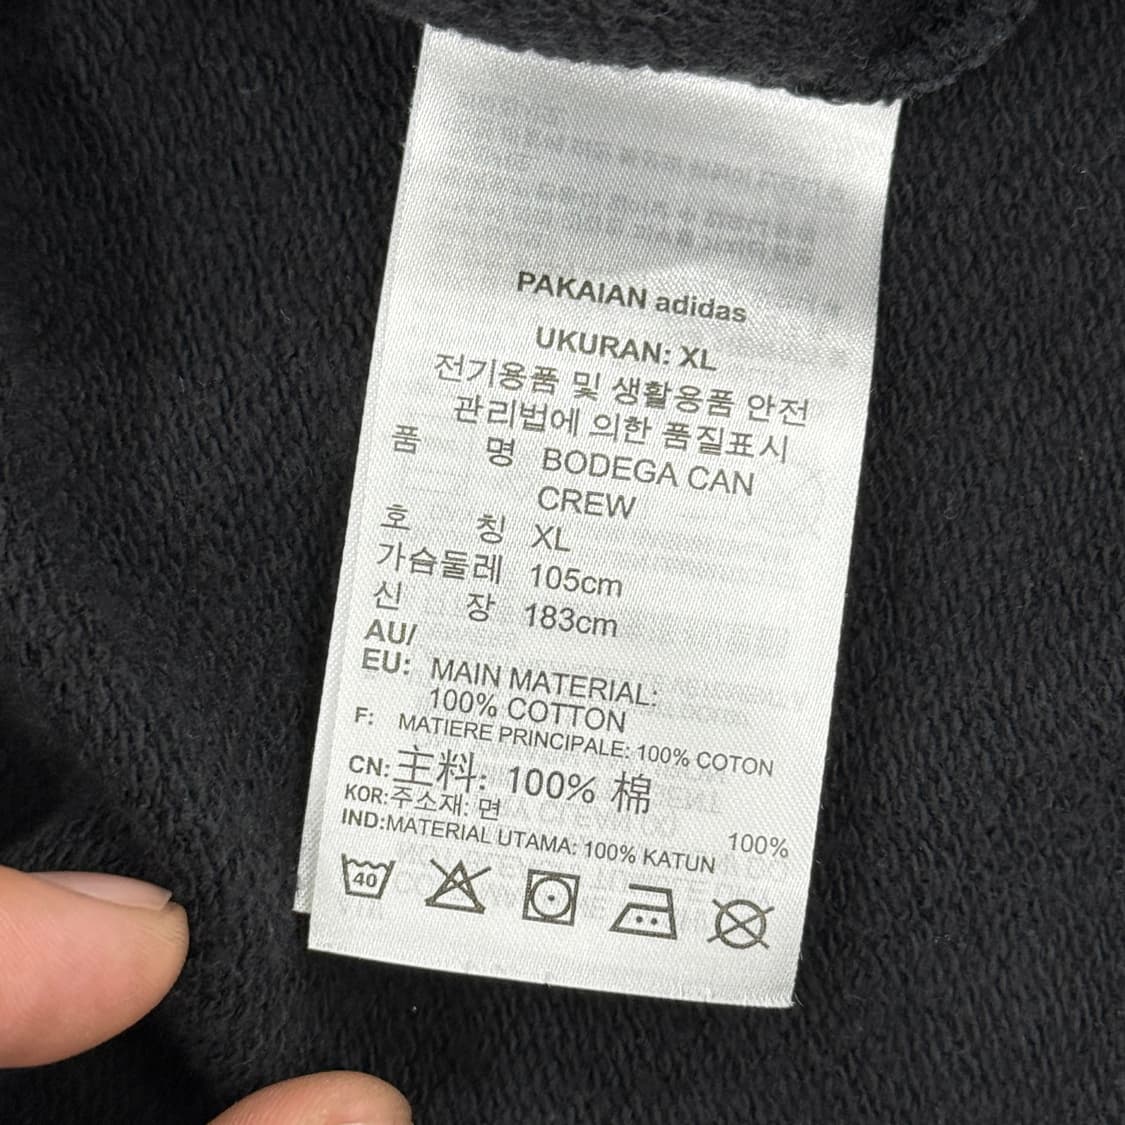 PAKAIAN adidas
UKURAN: XL
전기용품 및 생활용품 안전
관리법에 의한 품질표시
품 명 BODEGA CAN
CREW
호 칭 XL
가슴둘레 105cm
신 장 183cm
AU/
EU: MAIN MATERIAL:
100% COTTON
F: MATIERE PRINCIPALE: 100% COTON
CN:主料: 100% 棉
KOR:주소재: 면 100%
IND:MATERIAL UTAMA: 100% KATUN
40